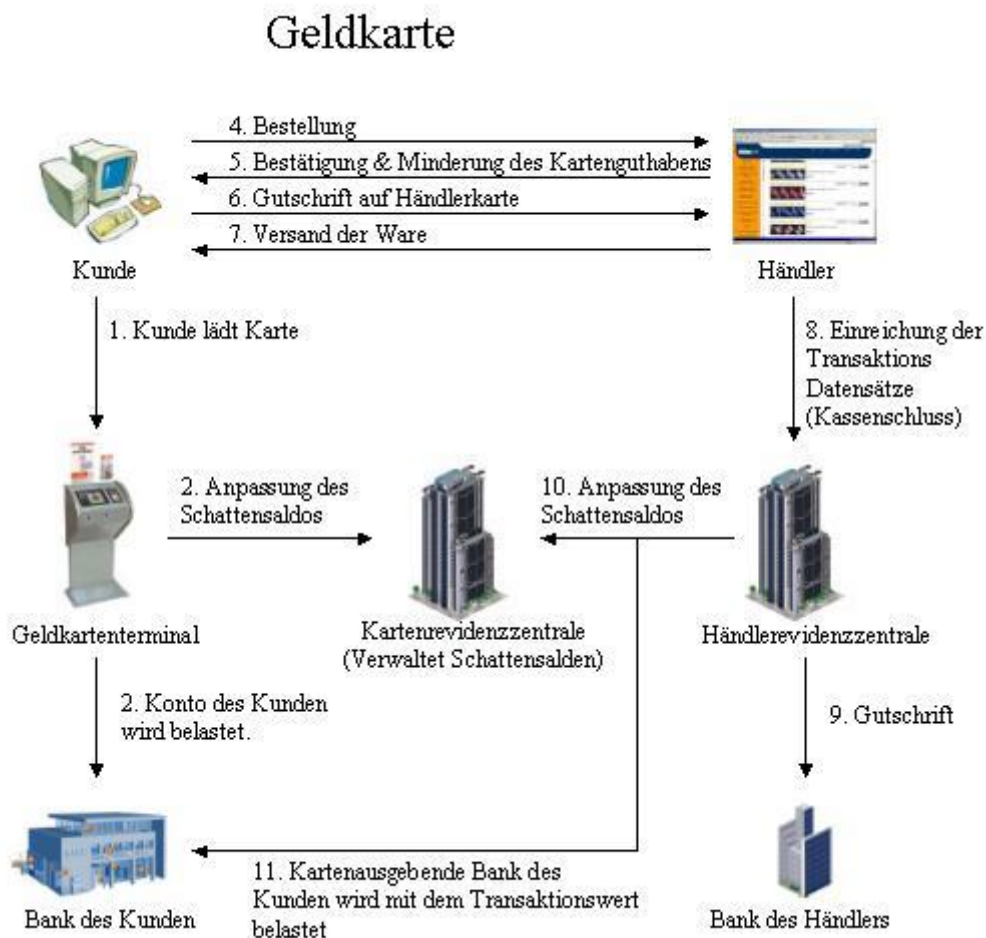 Geldkarte
4. Bestellung
5. Bestätigung & Minderung des Kartenguthabens
6. Gutschrift auf Händlerkarte
7. Versand der Ware
Kunde
Händler
1. Kunde lädt Karte
8. Einreichung der
Transaktions
Datensätze
(Kassenschluss)
2. Anpassung des
Schattensaldos
10. Anpassung des
Schattensaldos
Geldkartenterminal
Kartenrevidenzzentrale
(Verwaltet Schattensalden)
Händlerevidenzzentrale
2. Konto des Kunden
wird belastet.
9. Gutschrift
11. Kartenausgebende Bank des
Kunden wird mit dem Transaktionswert
belastet
Bank des Kunden
Bank des Händlers